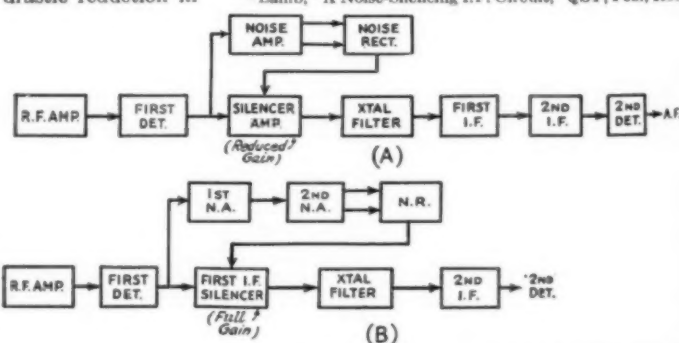 drastic reduction in
Lamb, "A Noise-Silencing I.F. Circuit," QST, Feb.,
NOISE AMP.
NOISE RECT.
R.F. AMP.
FIRST DET.
SILENCER AMP.
XTAL FILTER
FIRST I.F.
2ND I.F.
2ND DET.
A.F.
(Reduced Gain)
(A)
1ST N.A.
2ND N.A.
N.R.
R.F. AMP.
FIRST DET.
FIRST I.F. SILENCER
XTAL FILTER
2ND I.F.
2ND DET.
(Full Gain)
(B)